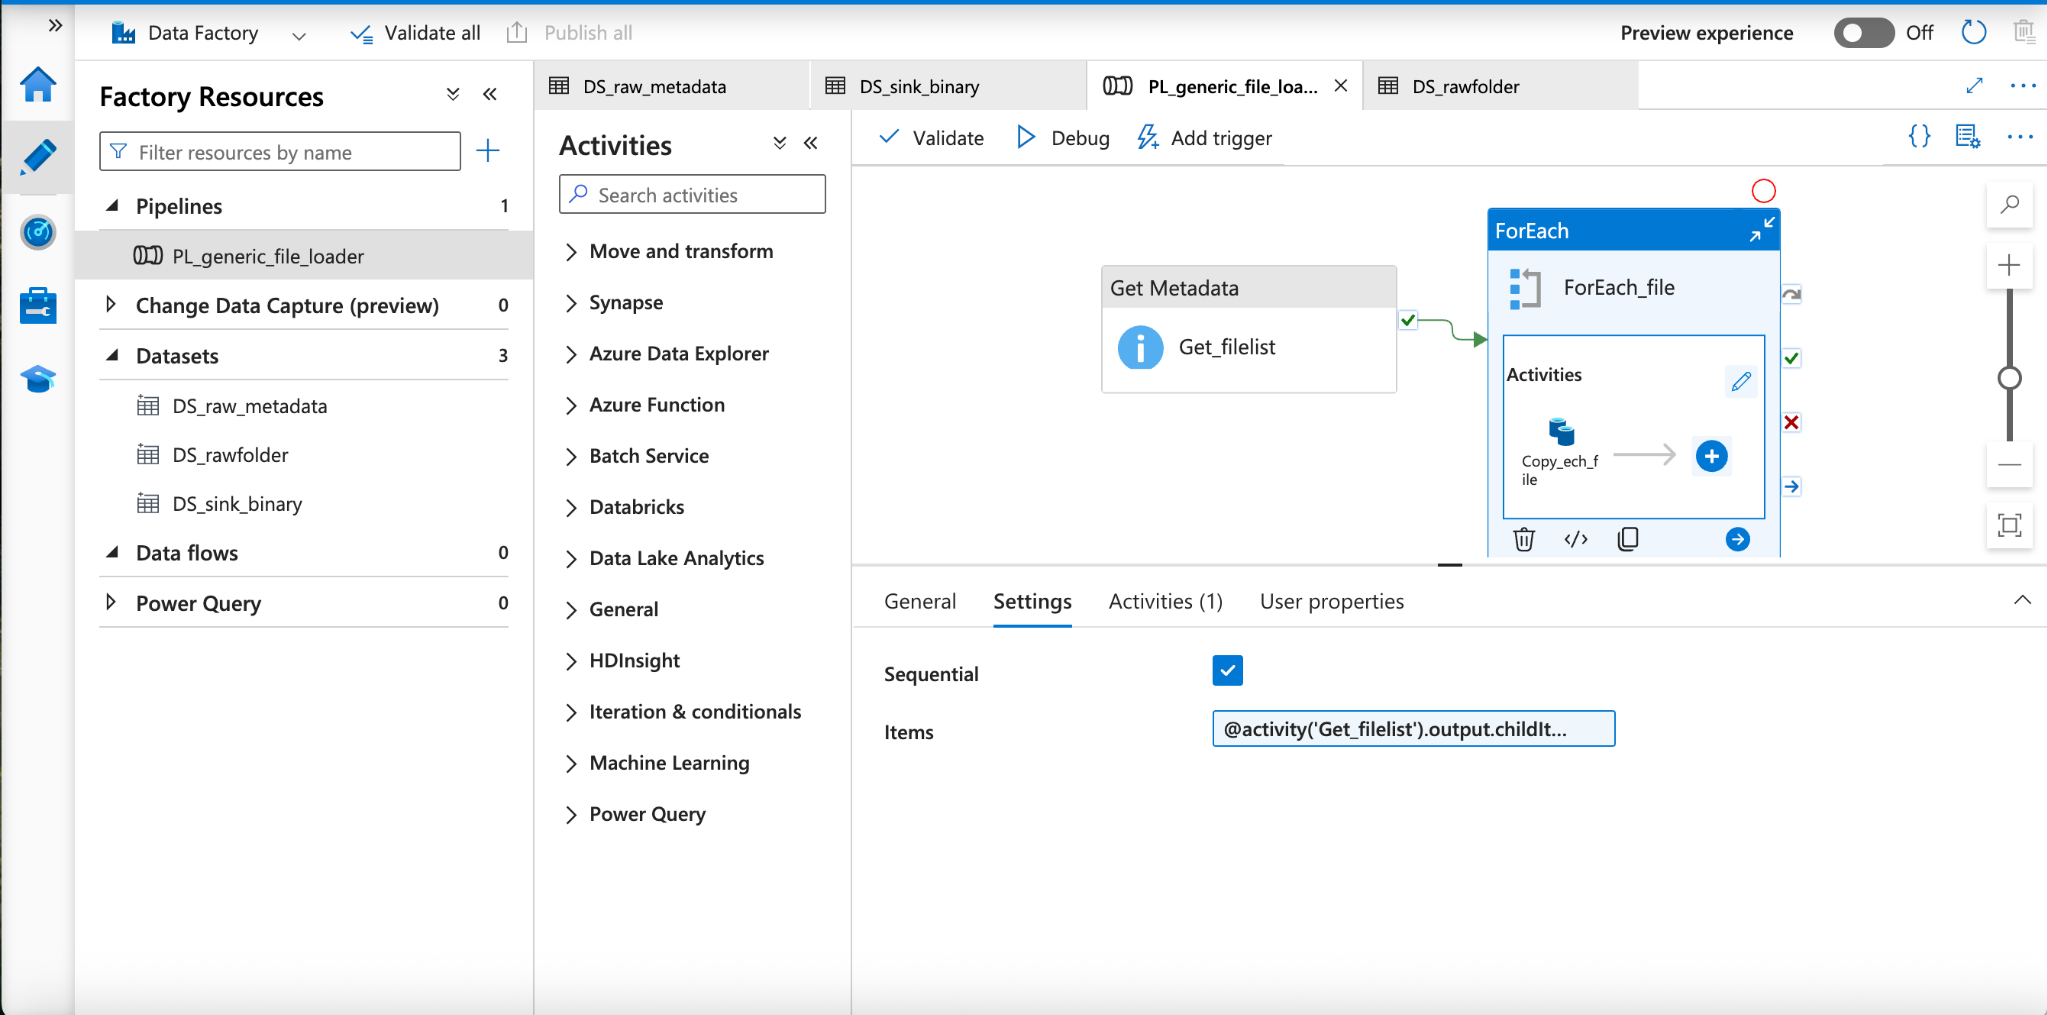 Data Factory
Validate all
Publish all
Preview experience
Off
Factory Resources
Filter resources by name
Pipelines 1
PL_generic_file_loader
Change Data Capture (preview) 0
Datasets 3
DS_raw_metadata
DS_rawfolder
DS_sink_binary
Data flows 0
Power Query 0
DS_raw_metadata
DS_sink_binary
PL_generic_file_loa...
DS_rawfolder
Activities
Search activities
Move and transform
Synapse
Azure Data Explorer
Azure Function
Batch Service
Databricks
Data Lake Analytics
General
HDInsight
Iteration & conditionals
Machine Learning
Power Query
Validate
Debug
Add trigger
Get Metadata
Get_filelist
ForEach
ForEach_file
Activities
Copy_ech_f
ile
General
Settings
Activities (1)
User properties
Sequential
Items
@activity('Get_filelist').output.childIt...